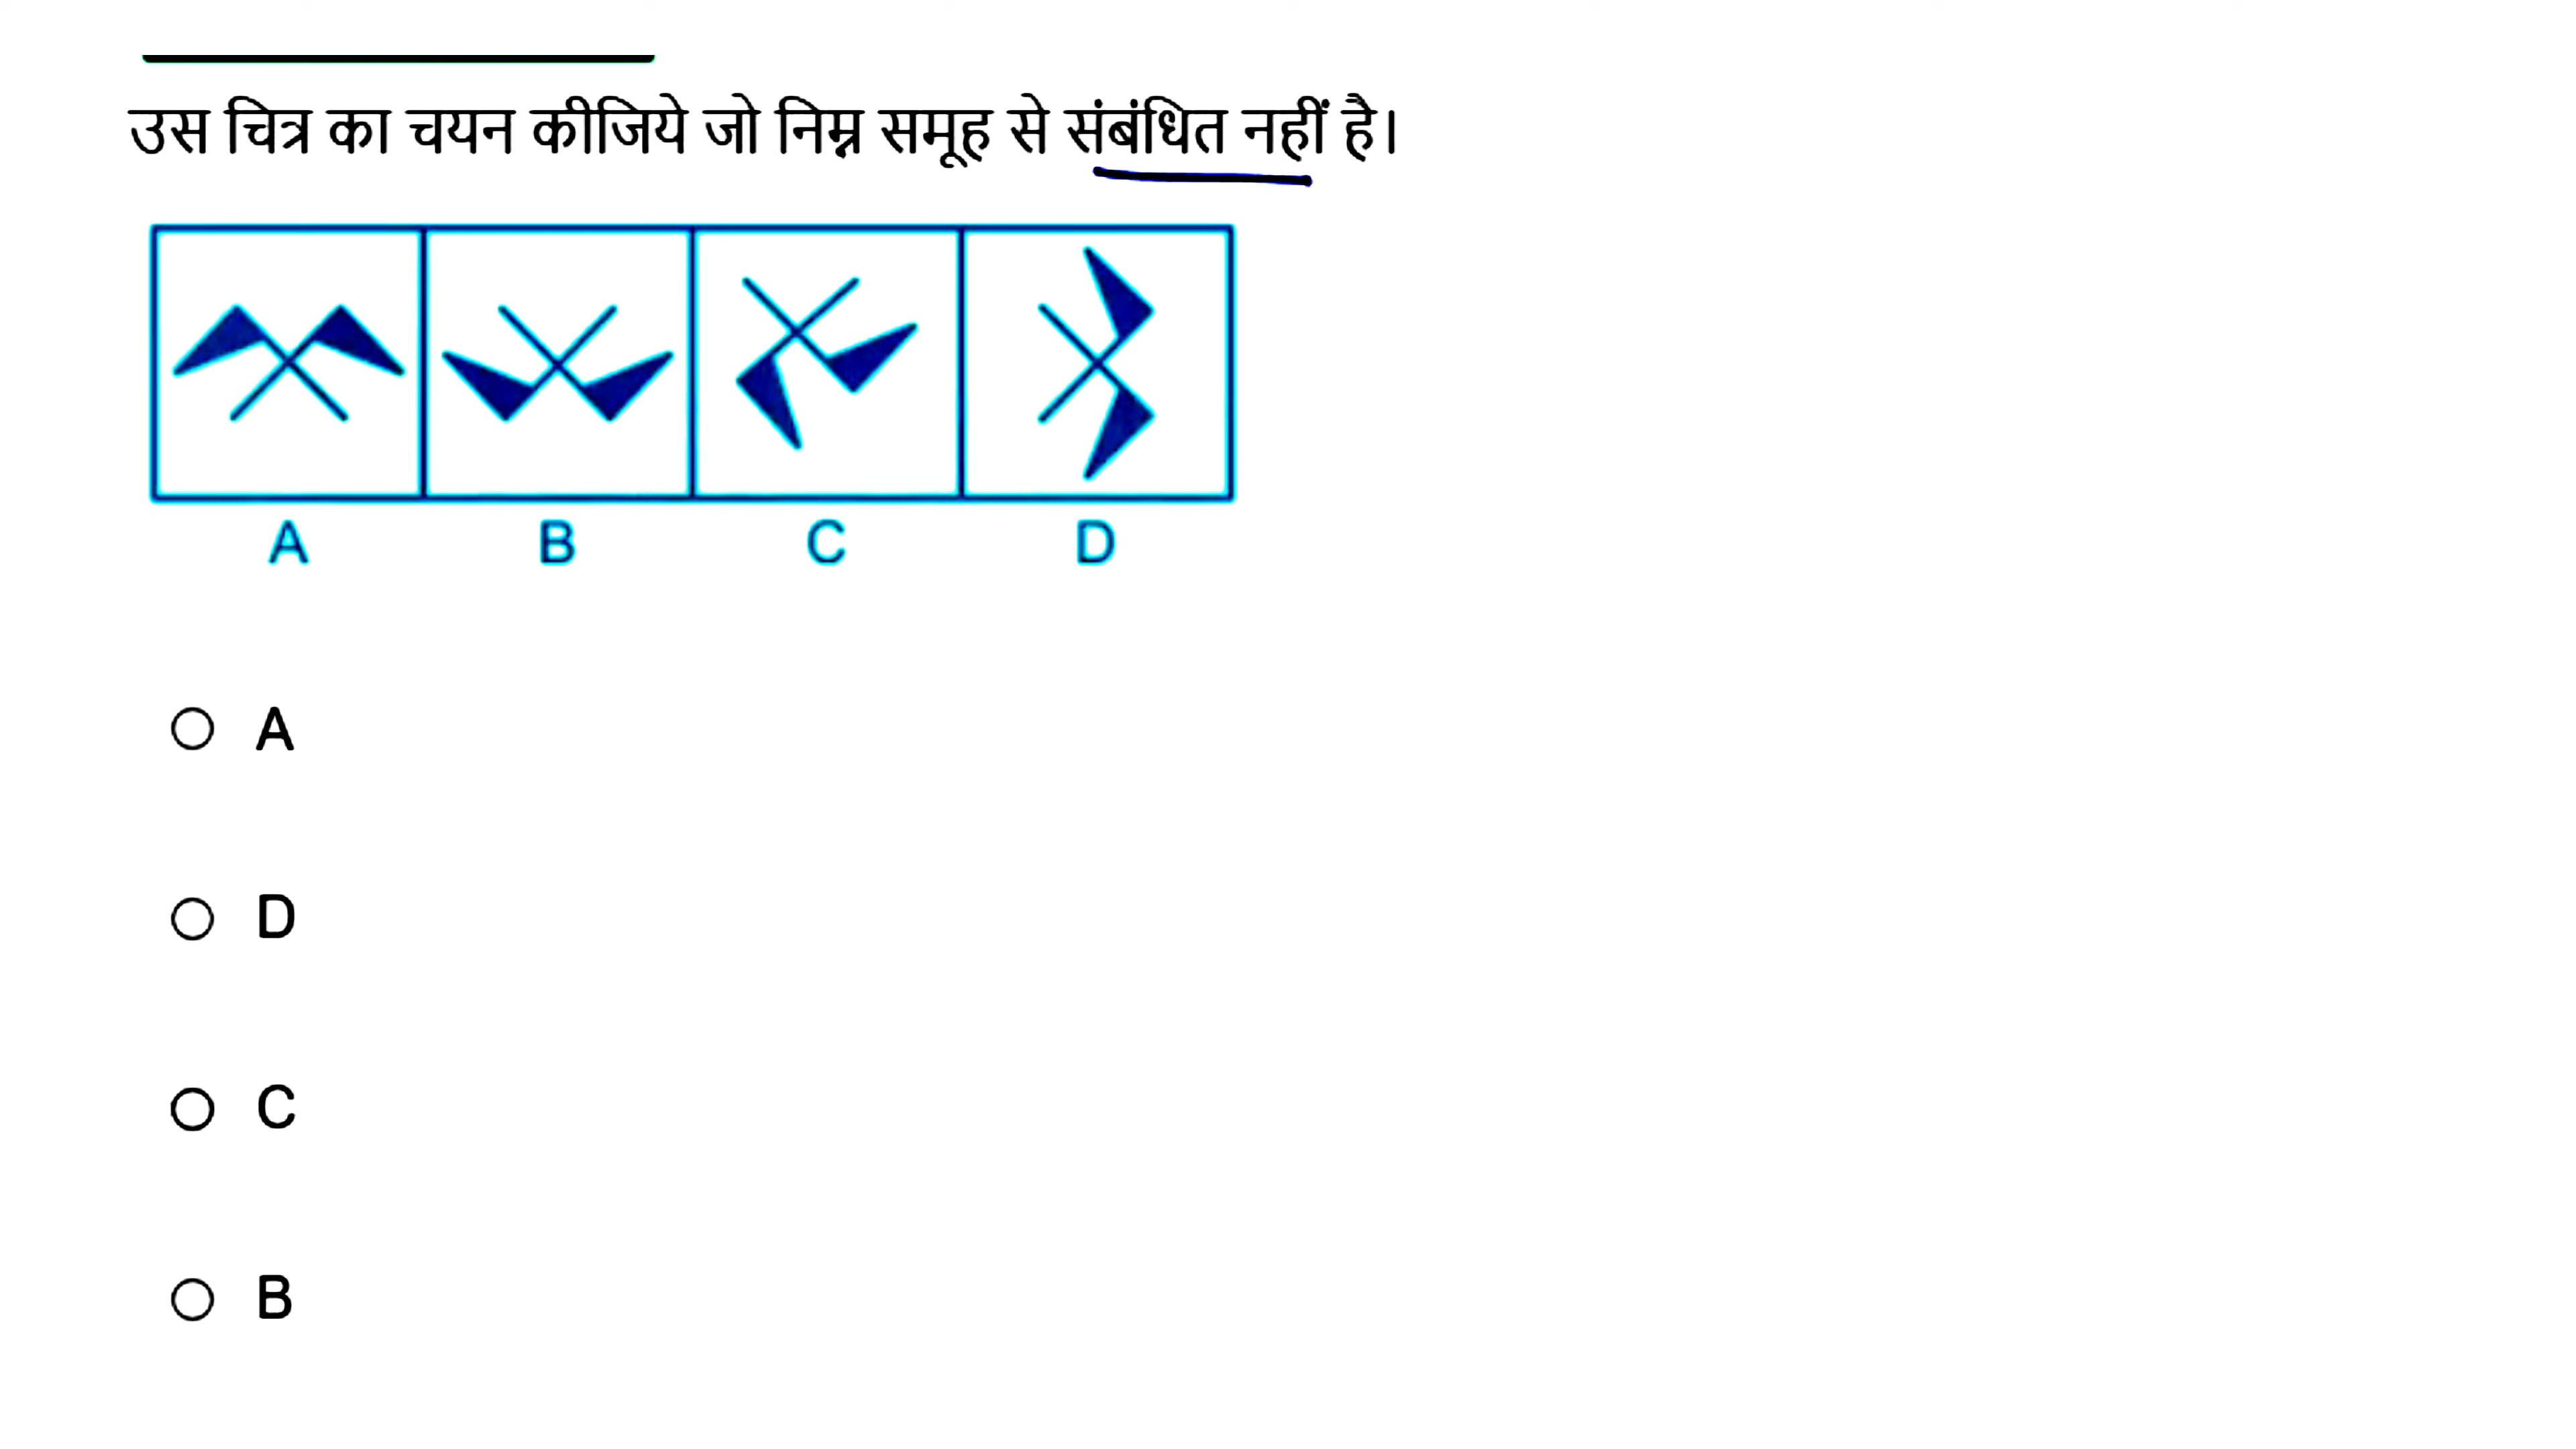 उस चित्र का चयन कीजिये जो निम्न समूह से संबंधित नहीं है।
A B C D
A
D
C
B